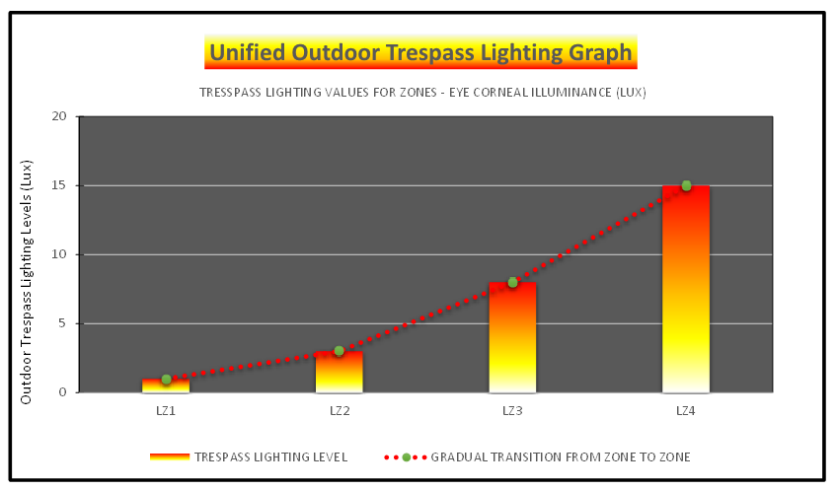 Unified Outdoor Trespass Lighting Graph
TRESSPASS LIGHTING VALUES FOR ZONES - EYE CORNEAL ILLUMINANCE (LUX)
Outdoor Trespass Lighting Levels (Lux)
20
15
10
5
0
LZ1 LZ2 LZ3 LZ4
TRESPASS LIGHTING LEVEL GRADUAL TRANSITION FROM ZONE TO ZONE